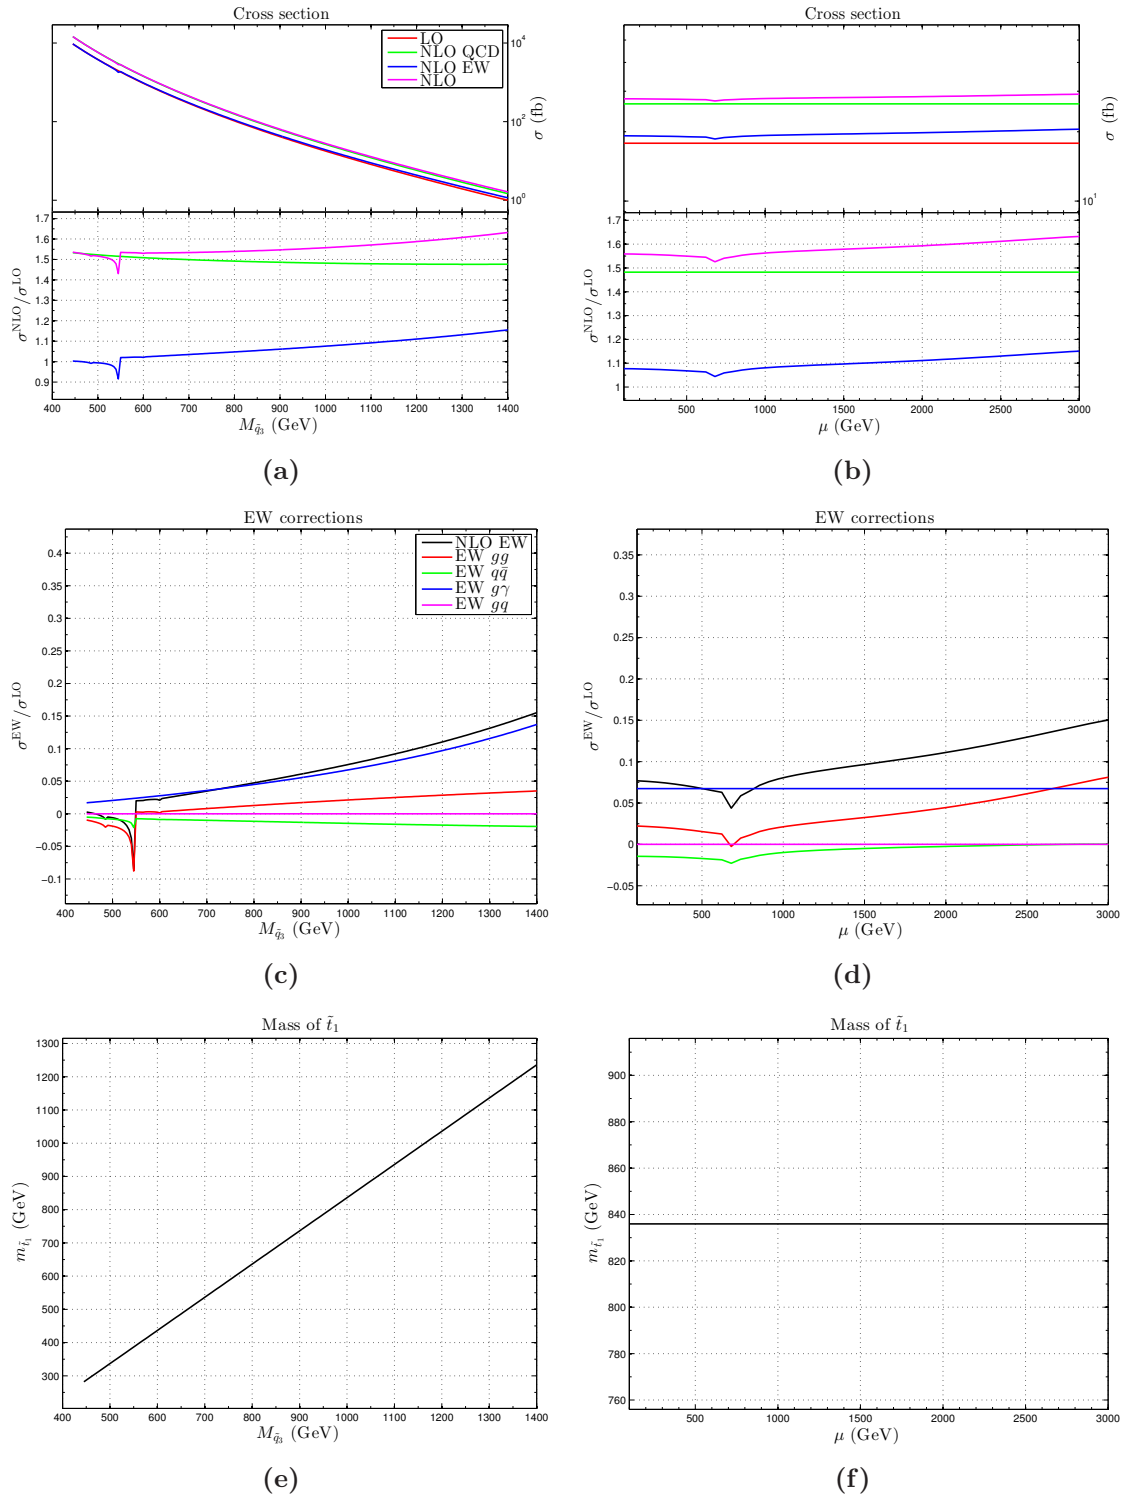 Cross section
LO
NLO QCD
NLO EW
NLO
10^4
10^2
10^0
σ (fb)
1.7
1.6
1.5
1.4
1.3
1.2
1.1
1
0.9
σ^NLO/σ^LO
400 500 600 700 800 900 1000 1100 1200 1300 1400
M_q̃3 (GeV)
(a)
Cross section
σ (fb)
10^1
1.7
1.6
1.5
1.4
1.3
1.2
1.1
1
σ^NLO/σ^LO
500 1000 1500 2000 2500 3000
μ (GeV)
(b)
EW corrections
NLO EW
EW gg
EW qq̄
EW gγ
EW gq
0.4
0.35
0.3
0.25
0.2
0.15
0.1
0.05
0
−0.05
−0.1
σ^EW/σ^LO
400 500 600 700 800 900 1000 1100 1200 1300 1400
M_q̃3 (GeV)
(c)
EW corrections
0.35
0.3
0.25
0.2
0.15
0.1
0.05
0
−0.05
σ^EW/σ^LO
500 1000 1500 2000 2500 3000
μ (GeV)
(d)
Mass of t̃1
1300
1200
1100
1000
900
800
700
600
500
400
300
m_t̃1 (GeV)
400 500 600 700 800 900 1000 1100 1200 1300 1400
M_q̃3 (GeV)
(e)
Mass of t̃1
900
880
860
840
820
800
780
760
m_t̃1 (GeV)
500 1000 1500 2000 2500 3000
μ (GeV)
(f)